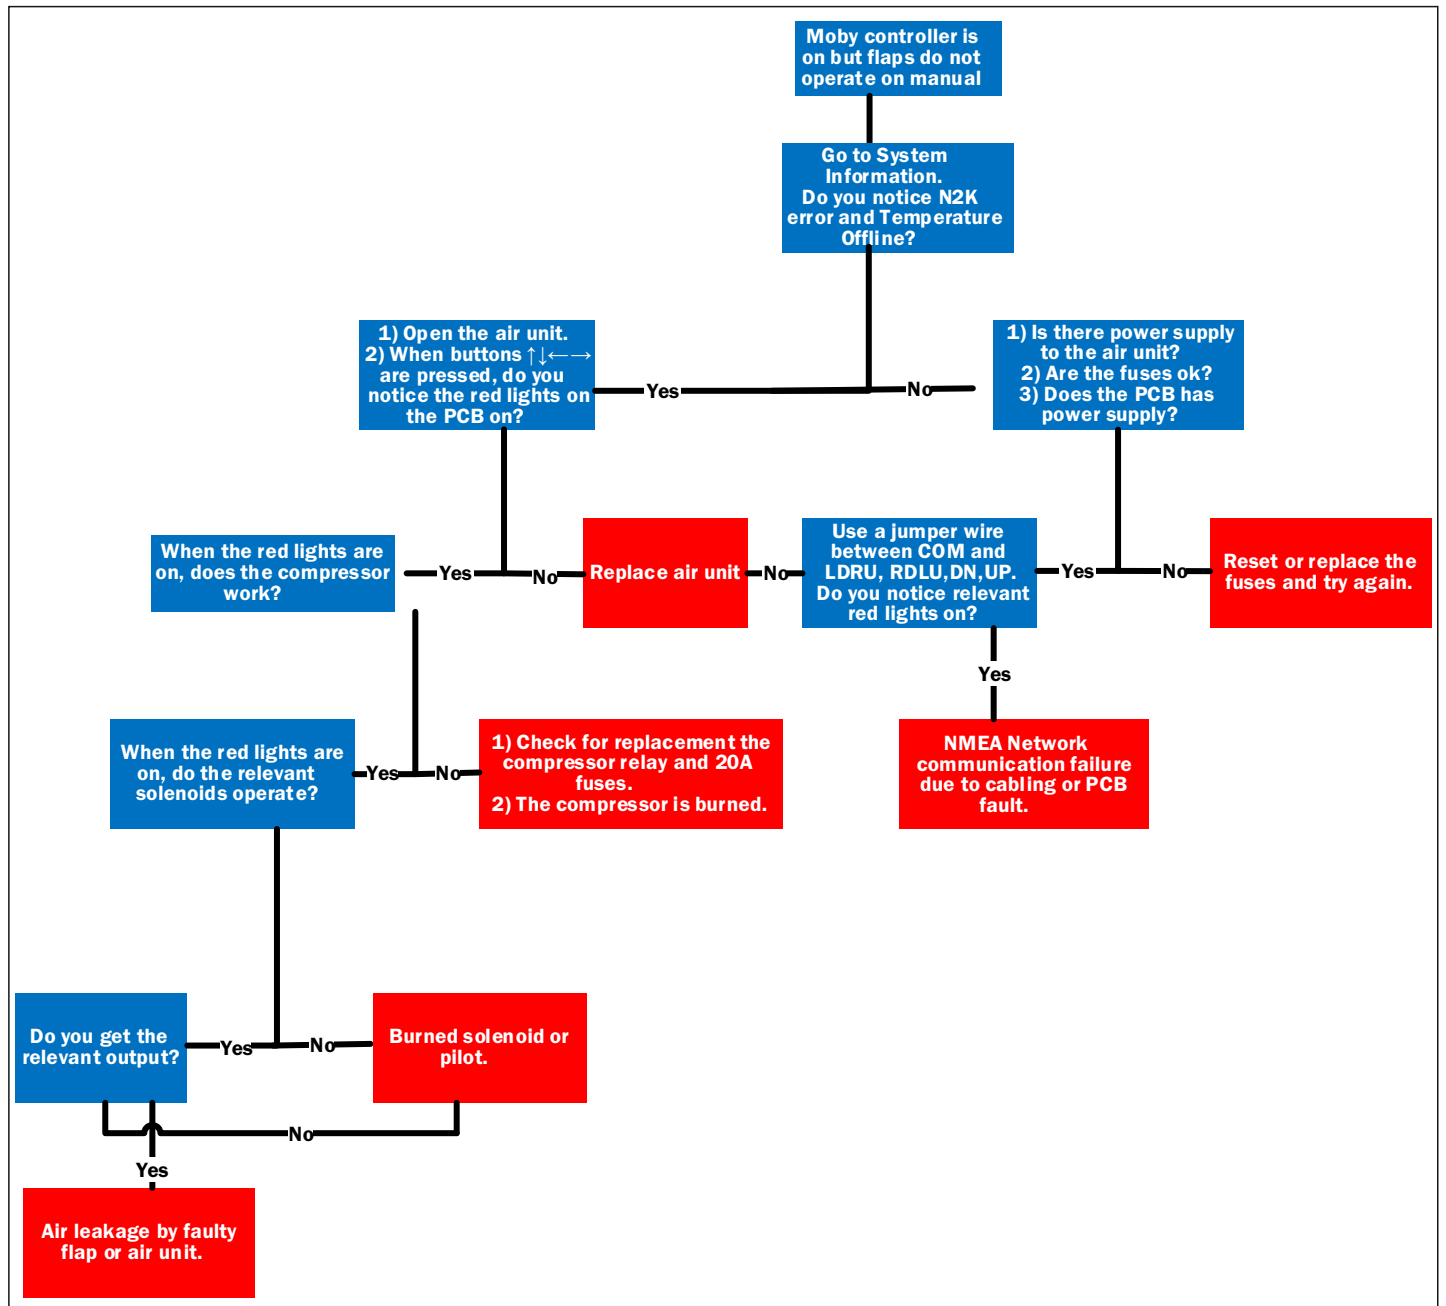 Moby controller is
on but flaps do not
operate on manual
Go to System
Information.
Do you notice N2K
error and Temperature
Offline?
1) Open the air unit.
2) When buttons ↑↓←→
are pressed, do you
notice the red lights on
the PCB on?
Yes
No
1) Is there power supply
to the air unit?
2) Are the fuses ok?
3) Does the PCB has
power supply?
When the red lights are
on, does the compressor
work?
Yes
No
Replace air unit
No
Use a jumper wire
between COM and
LDRU, RDLU,DN,UP.
Do you notice relevant
red lights on?
Yes
No
Reset or replace the
fuses and try again.
Yes
When the red lights are
on, do the relevant
solenoids operate?
Yes
No
1) Check for replacement the
compressor relay and 20A
fuses.
2) The compressor is burned.
NMEA Network
communication failure
due to cabling or PCB
fault.
Do you get the
relevant output?
Yes
No
Burned solenoid or
pilot.
No
Yes
Air leakage by faulty
flap or air unit.